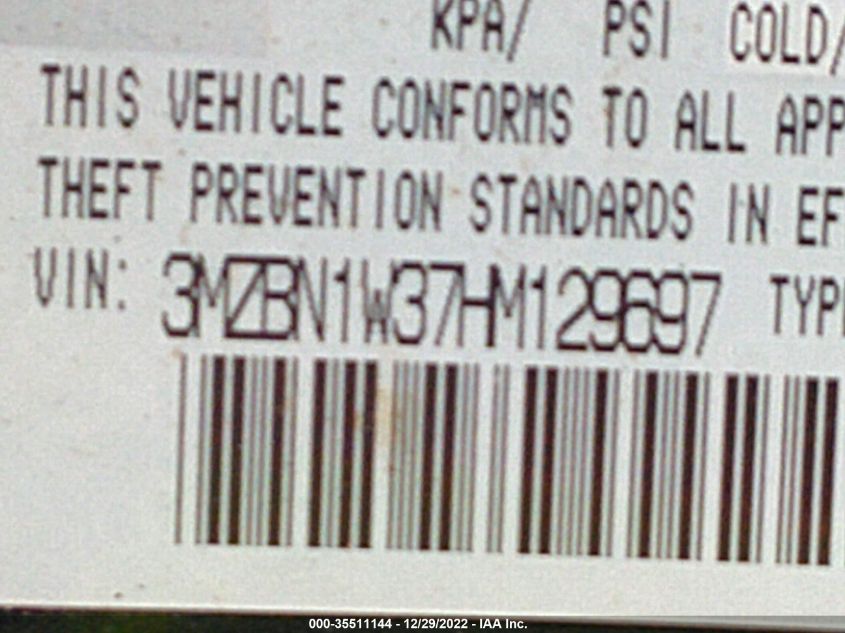 KPA/ PSI COLD/
THIS VEHICLE CONFORMS TO ALL APP
THEFT PREVENTION STANDARDS IN EF
VIN: 3MZBN1W37HM129697 TYP
000-35511144 - 12/29/2022 - IAA Inc.